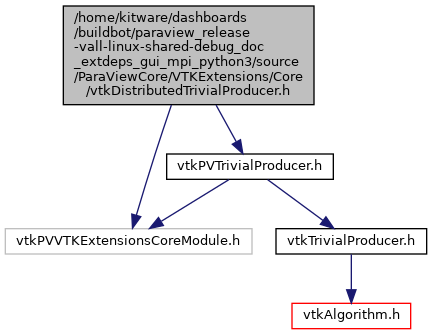 /home/kitware/dashboards
/buildbot/paraview_release
-vall-linux-shared-debug_doc
_extdeps_gui_mpi_python3/source
/ParaViewCore/VTKExtensions/Core
/vtkDistributedTrivialProducer.h
vtkPVTrivialProducer.h
vtkPVVTKExtensionsCoreModule.h
vtkTrivialProducer.h
vtkAlgorithm.h